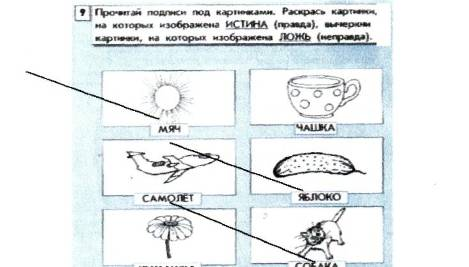 9 Прочитай подписи под картинками. Раскрась картинки,
на которых изображена ИСТИНА (правда), вычеркни
картинки, на которых изображена ЛОЖЬ (неправда).
МЯЧ
ЧАШКА
САМОЛЕТ
ЯБЛОКО
СОБАКА